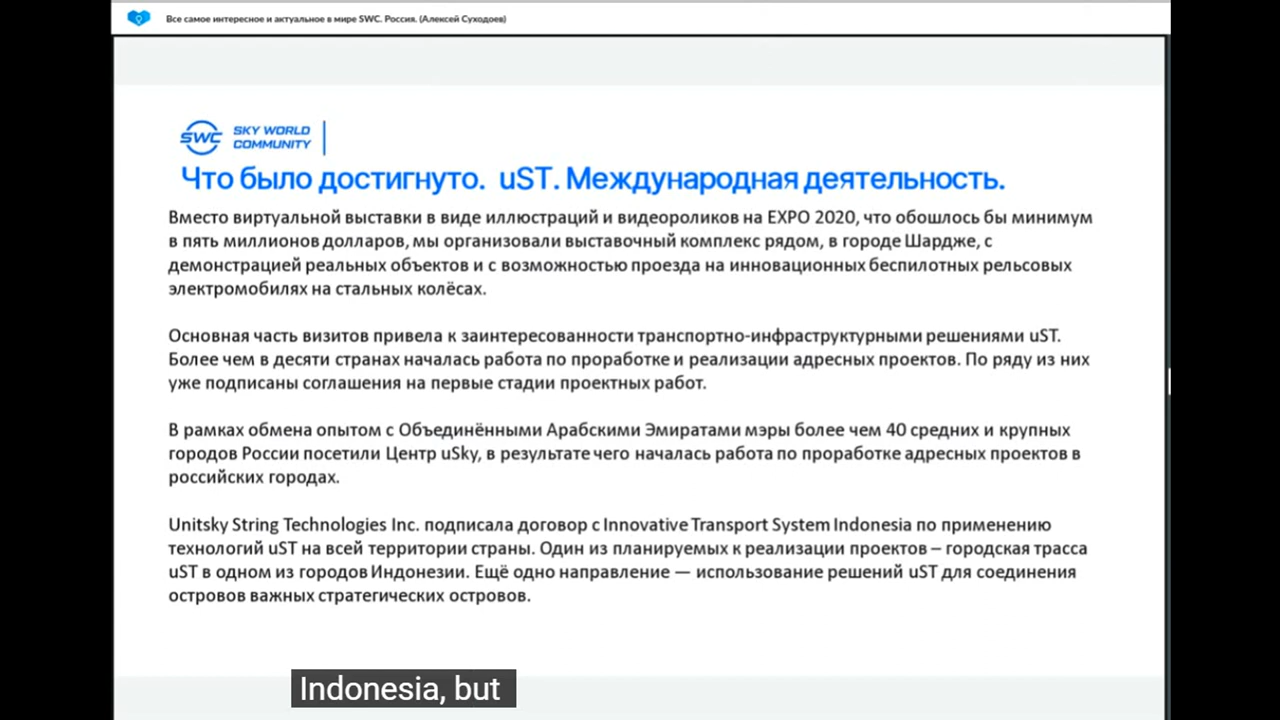 Все самое интересное и актуальное в мире SWC. Россия. (Алексей Суходоев)
SWC
SKY WORLD
COMMUNITY
Что было достигнуто. uST. Международная деятельность.
Вместо виртуальной выставки в виде иллюстраций и видеороликов на EXPO 2020, что обошлось бы минимум
в пять миллионов долларов, мы организовали выставочный комплекс рядом, в городе Шардже, с
демонстрацией реальных объектов и с возможностью проезда на инновационных беспилотных рельсовых
электромобилях на стальных колёсах.
Основная часть визитов привела к заинтересованности транспортно-инфраструктурными решениями uST.
Более чем в десяти странах началась работа по проработке и реализации адресных проектов. По ряду из них
уже подписаны соглашения на первые стадии проектных работ.
В рамках обмена опытом с Объединёнными Арабскими Эмиратами мэры более чем 40 средних и крупных
городов России посетили Центр uSky, в результате чего началась работа по проработке адресных проектов в
российских городах.
Unitsky String Technologies Inc. подписала договор с Innovative Transport System Indonesia по применению
технологий uST на всей территории страны. Один из планируемых к реализации проектов – городская трасса
uST в одном из городов Индонезии. Ещё одно направление — использование решений uST для соединения
островов важных стратегических островов.
Indonesia, but